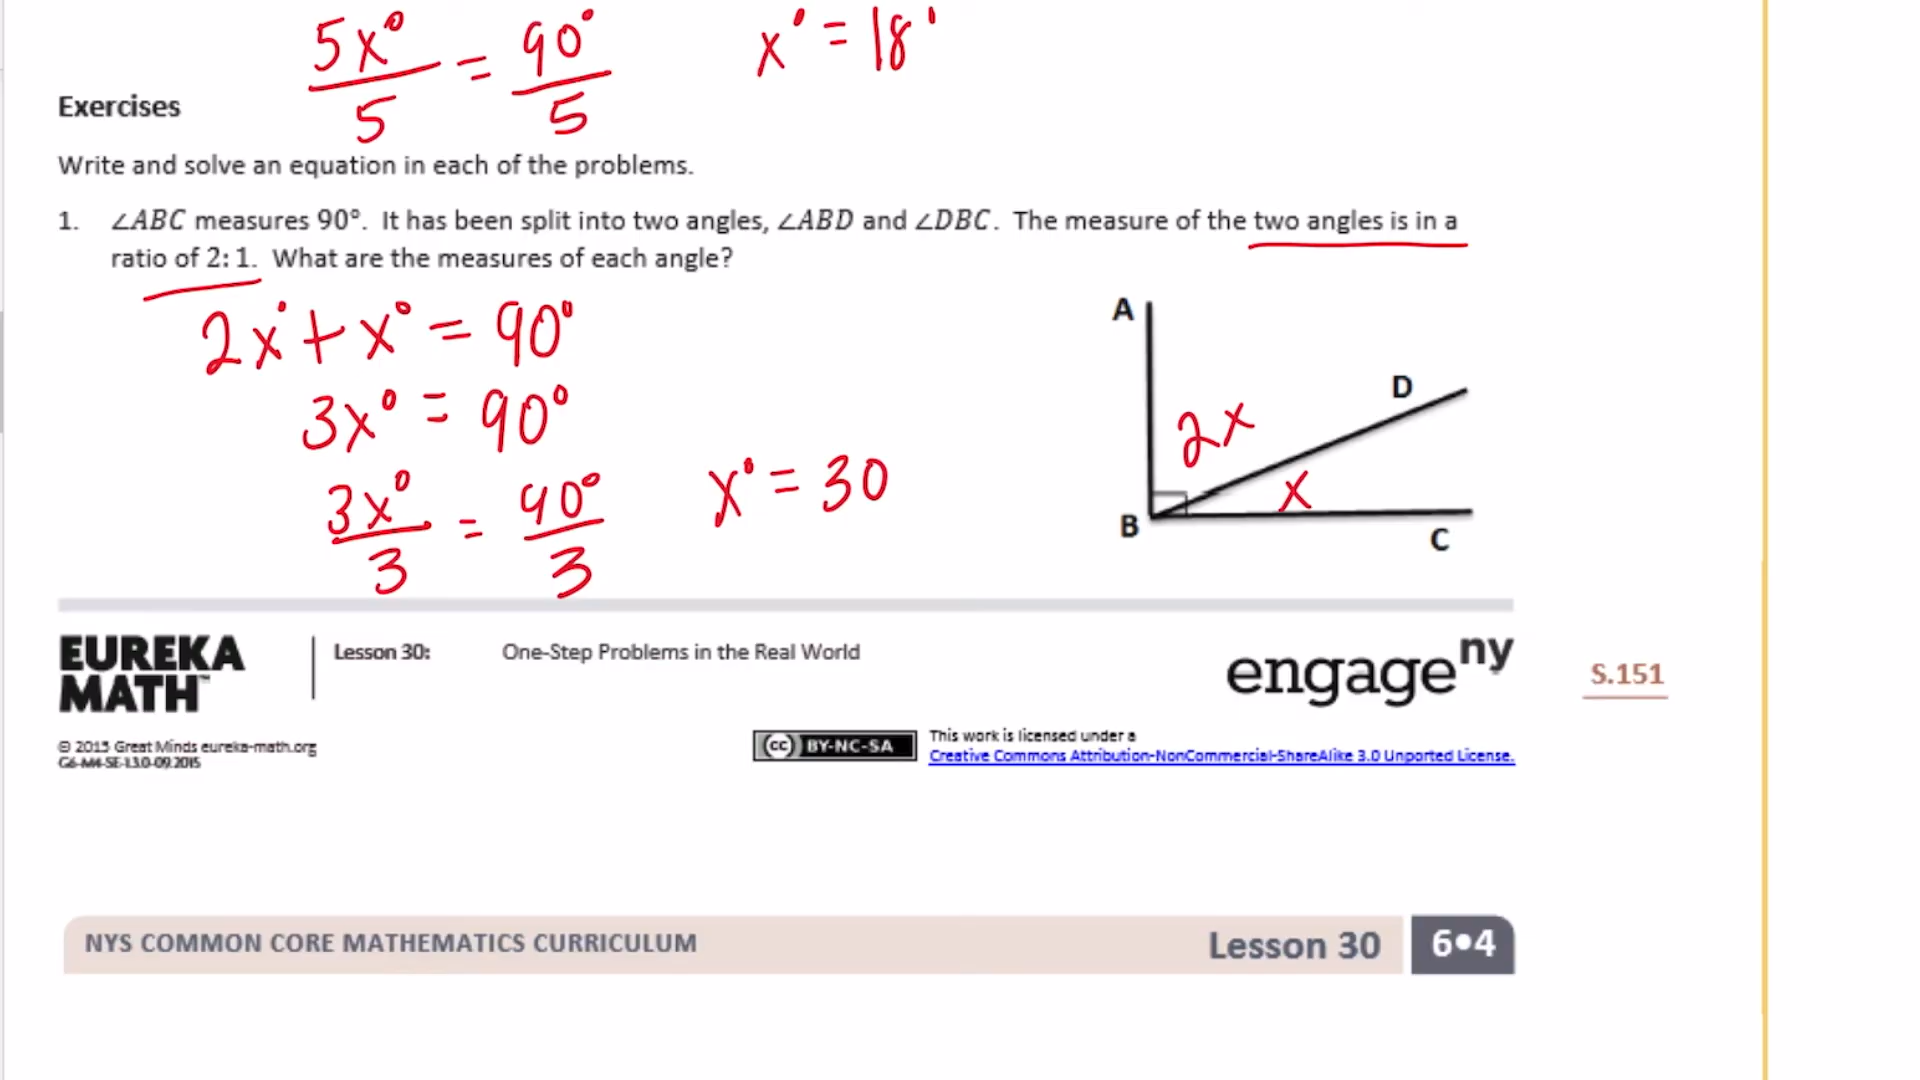 5x° / 5 = 90° / 5
x° = 18°
Exercises
Write and solve an equation in each of the problems.
1. ∠ABC measures 90°. It has been split into two angles, ∠ABD and ∠DBC. The measure of the two angles is in a
ratio of 2: 1. What are the measures of each angle?
2x° + x° = 90°
3x° = 90°
3x° / 3 = 90° / 3
x° = 30
A
D
2x
x
B
C
EUREKA
MATH™
Lesson 30: One-Step Problems in the Real World
engage ny
S.151
© 2015 Great Minds eureka-math.org
G6-M4-SE-1.3.0-09.2015
cc BY-NC-SA
This work is licensed under a
Creative Commons Attribution-NonCommercial-ShareAlike 3.0 Unported License.
NYS COMMON CORE MATHEMATICS CURRICULUM
Lesson 30
6•4